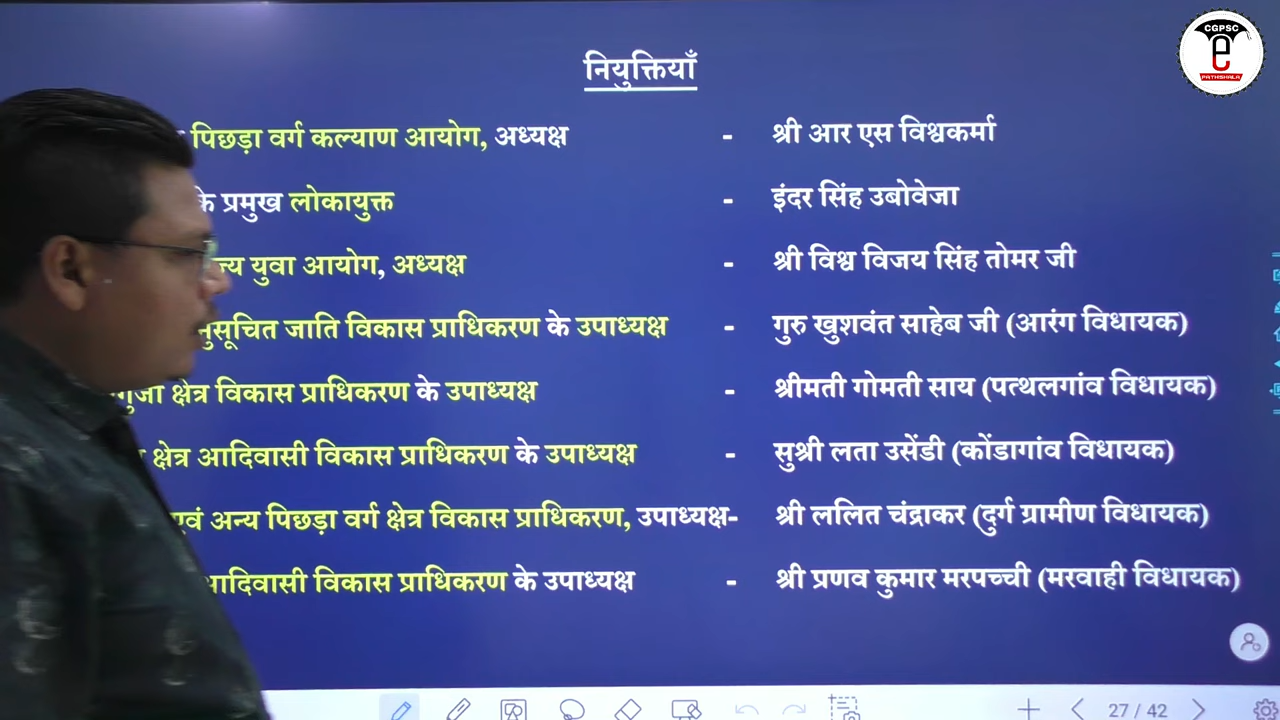 CGPSC
e
PATHSHALA
नियुक्तियाँ
पिछड़ा वर्ग कल्याण आयोग, अध्यक्ष - श्री आर एस विश्वकर्मा
के प्रमुख लोकायुक्त - इंदर सिंह उबोवेजा
युवा आयोग, अध्यक्ष - श्री विश्व विजय सिंह तोमर जी
जाति विकास प्राधिकरण के उपाध्यक्ष - गुरु खुशवंत साहेब जी (आरंग विधायक)
क्षेत्र विकास प्राधिकरण के उपाध्यक्ष - श्रीमती गोमती साय (पत्थलगांव विधायक)
क्षेत्र आदिवासी विकास प्राधिकरण के उपाध्यक्ष - सुश्री लता उसेंडी (कोंडागांव विधायक)
एवं अन्य पिछड़ा वर्ग क्षेत्र विकास प्राधिकरण, उपाध्यक्ष- श्री ललित चंद्राकर (दुर्ग ग्रामीण विधायक)
आदिवासी विकास प्राधिकरण के उपाध्यक्ष - श्री प्रणव कुमार मरपच्ची (मरवाही विधायक)
27 / 42